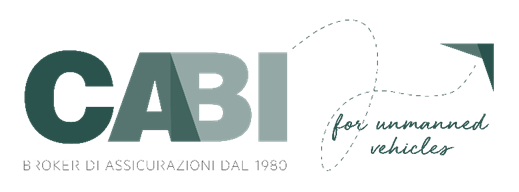 CABI
BROKER DI ASSICURAZIONI DAL 1980
for unmanned
vehicles